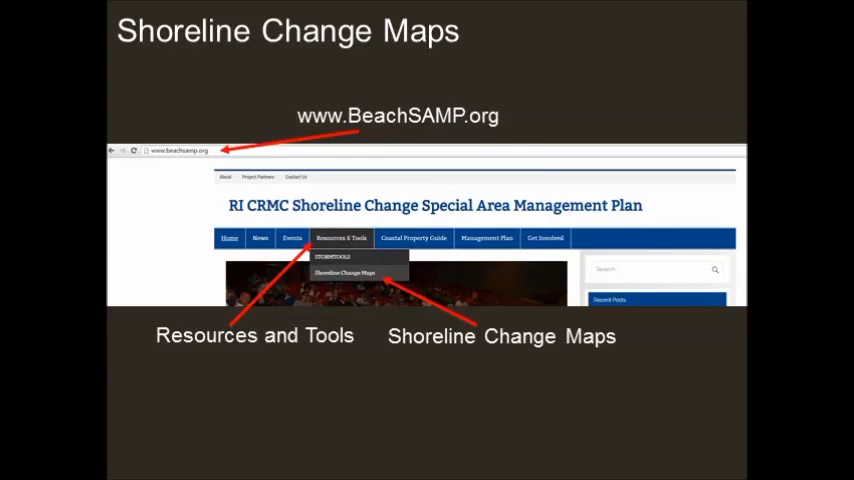 Shoreline Change Maps
www.BeachSAMP.org
www.beachsamp.org
About Project Partners Contact Us
RI CRMC Shoreline Change Special Area Management Plan
Home News Events Resources & Tools Coastal Property Guide Management Plan Get Involved
STORMTOOLS
Shoreline Change Maps
Search
Recent Posts
Resources and Tools Shoreline Change Maps